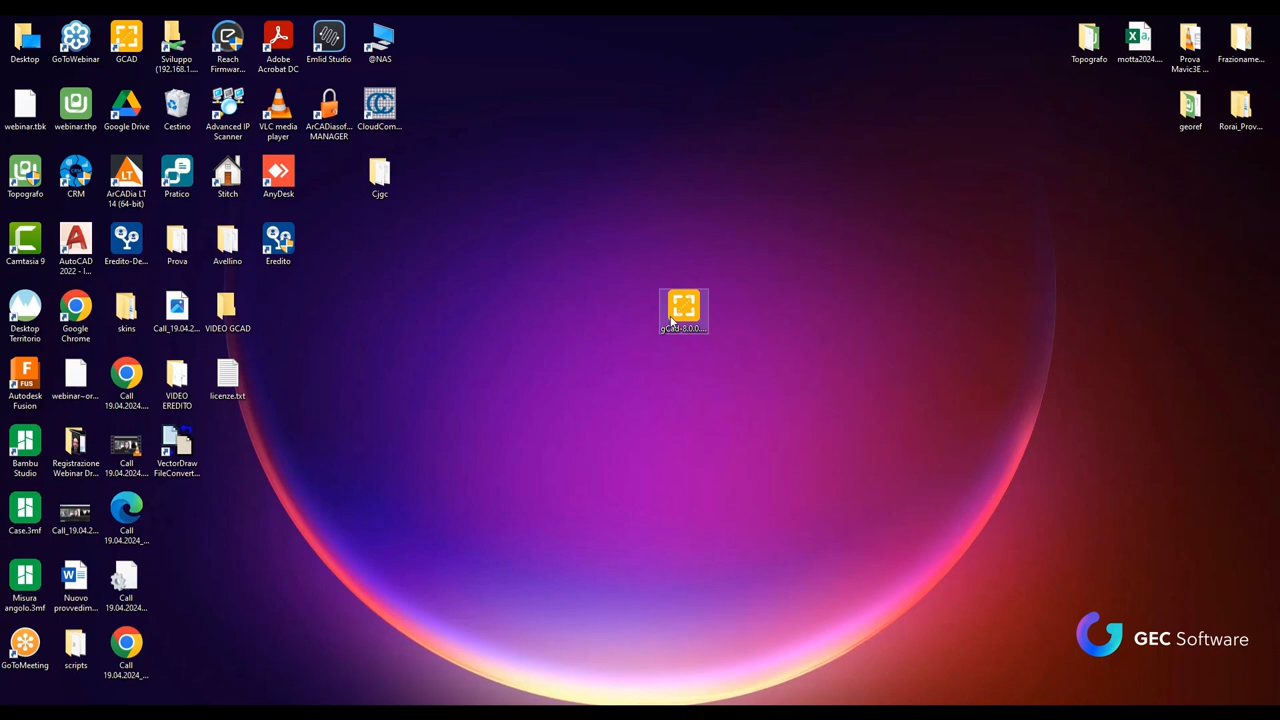 Desktop
GoToWebinar
GCAD
Sviluppo
(192.168.1....
Reach
Firmwar...
Adobe
Acrobat DC
Emlid Studio
@NAS
Topografo
motta2024....
Prova
Mavic3E ...
Frazioname...
webinar.tbk
webinar.thp
Google Drive
Cestino
Advanced IP
Scanner
VLC media
player
ArCADiasof...
MANAGER
CloudCom...
georef
Rorai_Prov...
Topografo
CRM
ArCADia LT
14 (64-bit)
Pratico
Stitch
AnyDesk
Cjgc
Camtasia 9
AutoCAD
2022 - I...
Eredito-De...
Prova
Avellino
Eredito
Desktop
Territorio
Google
Chrome
skins
Call_19.04.2...
VIDEO GCAD
gCad-8.0.0....
Autodesk
Fusion
webinar~or...
Call
19.04.2024....
VIDEO
EREDITO
licenze.txt
Bambu
Studio
Registrazione
Webinar Dr...
Call
19.04.2024....
VectorDraw
FileConvert...
Case.3mf
Call_19.04.2...
Call
19.04.2024_...
Misura
angolo.3mf
Nuovo
provvedim...
Call
19.04.2024....
GoToMeeting
scripts
Call
19.04.2024_...
GEC Software